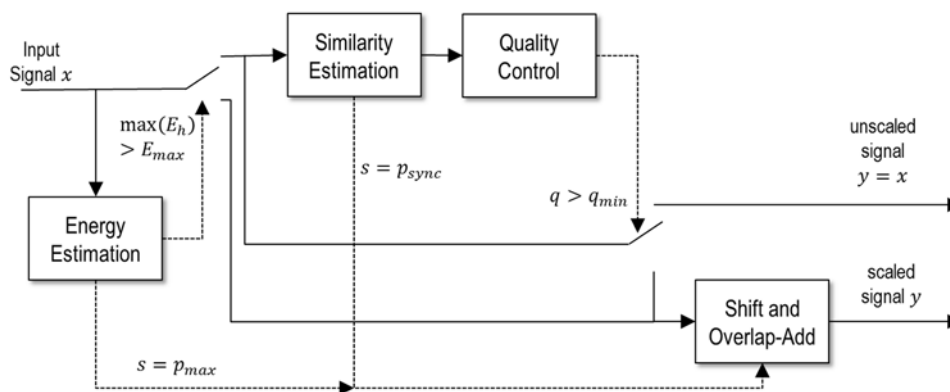 Input
Signal x
Similarity
Estimation
Quality
Control
max(E_h)
> E_max
s = p_sync
q > q_min
unscaled
signal
y = x
Energy
Estimation
scaled
signal y
Shift and
Overlap-Add
s = p_max